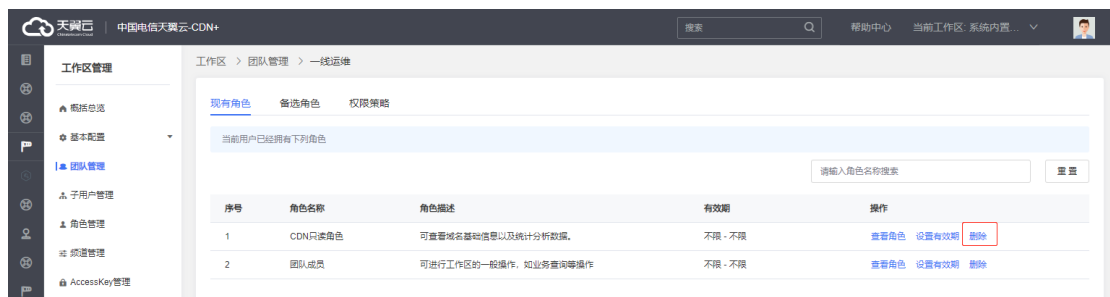 天翼云 中国电信天翼云-CDN+ 搜索 帮助中心 当前工作区: 系统内置...
工作区管理
概括总览
基本配置
团队管理
子用户管理
角色管理
频道管理
AccessKey管理
工作区 > 团队管理 > 一线运维
现有角色 备选角色 权限策略
当前用户已经拥有下列角色
请输入角色名称搜索 重置
序号 角色名称 角色描述 有效期 操作
1 CDN只读角色 可查看域名基础信息以及统计分析数据。 不限 - 不限 查看角色 设置有效期 删除
2 团队成员 可进行工作区的一般操作，如业务查询等操作 不限 - 不限 查看角色 设置有效期 删除